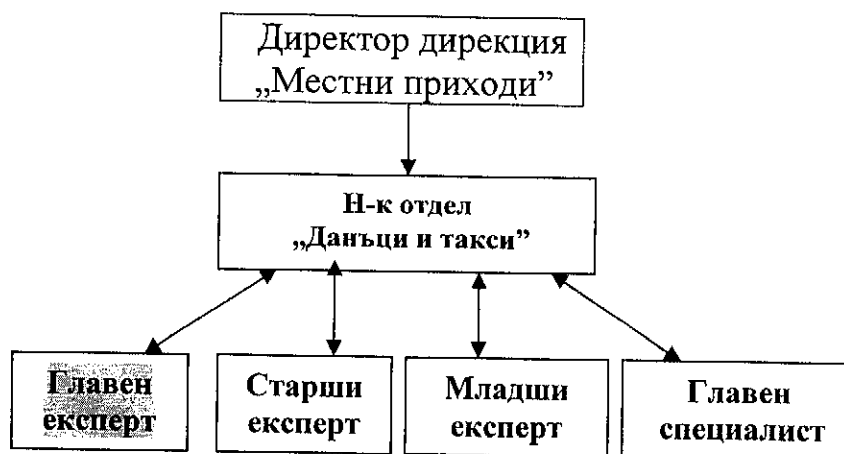 Директор дирекция
„Местни приходи”
Н-к отдел
„Данъци и такси”
Главен
експерт
Старши
експерт
Младши
експерт
Главен
специалист